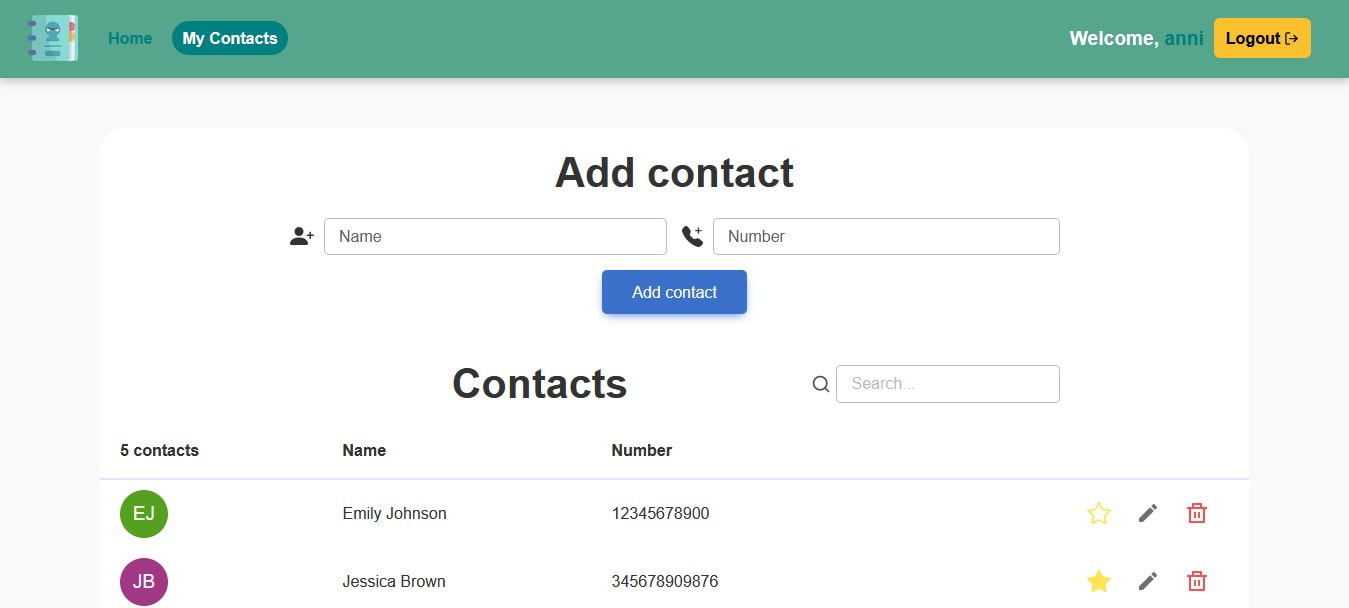 Home My Contacts Welcome, anni Logout
Add contact
Name Number
Add contact
Contacts Search...
5 contacts Name Number
EJ Emily Johnson 12345678900
JB Jessica Brown 345678909876